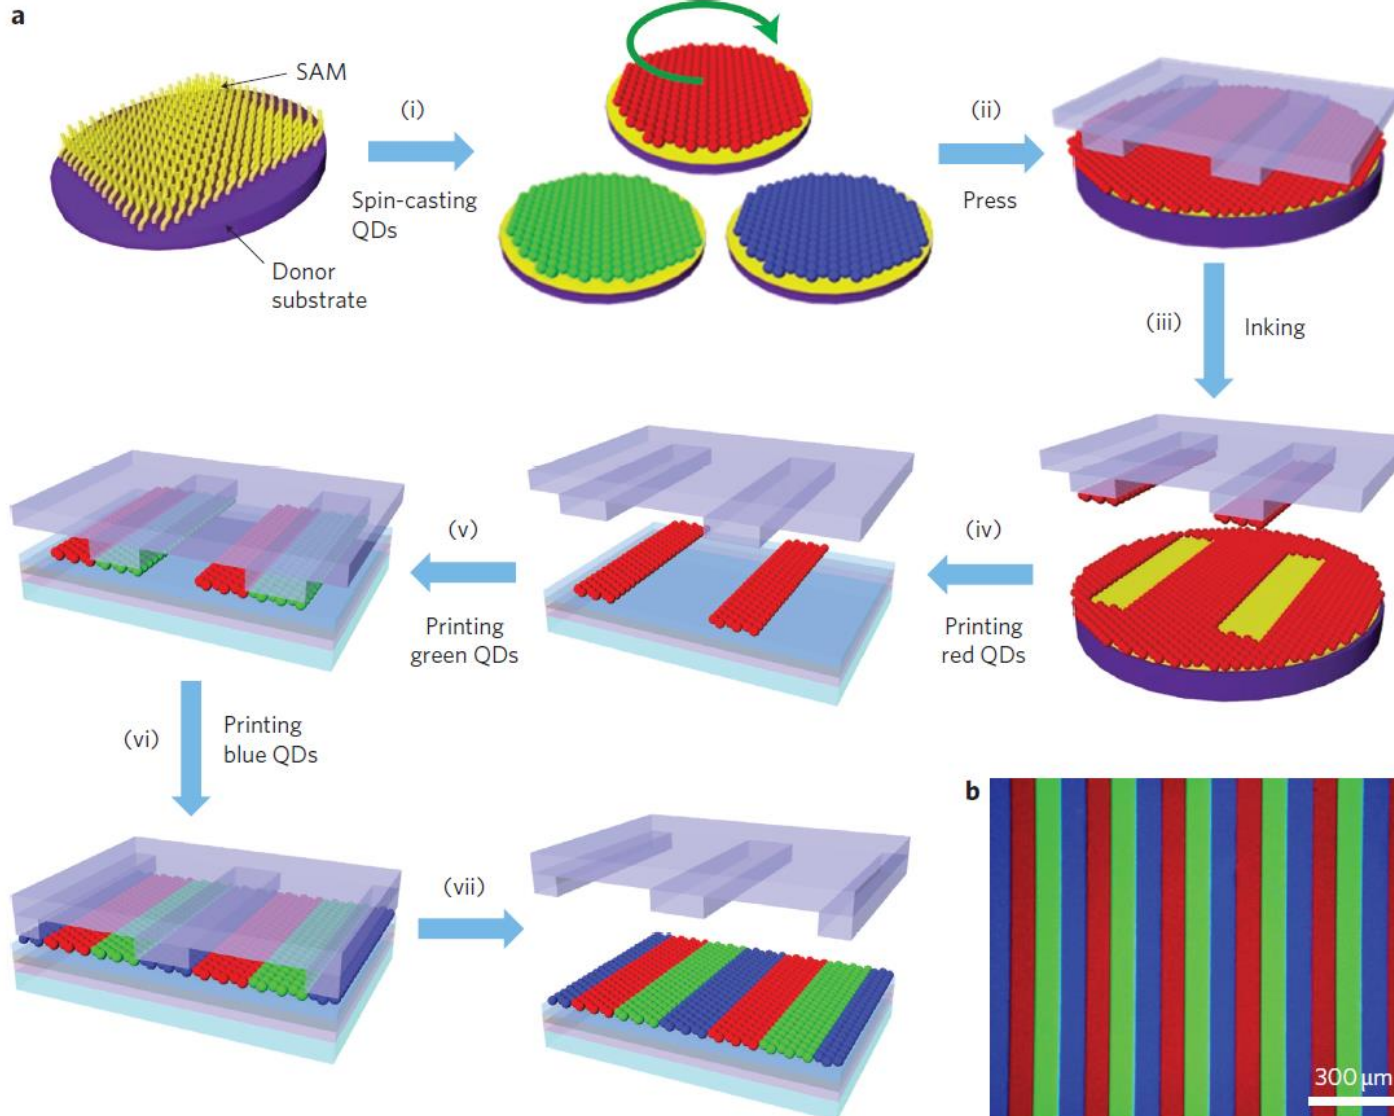 a
SAM
Donor
substrate
(i)
Spin-casting
QDs
(ii)
Press
(iii)
Inking
(iv)
Printing
red QDs
(v)
Printing
green QDs
(vi)
Printing
blue QDs
(vii)
b
300 μm